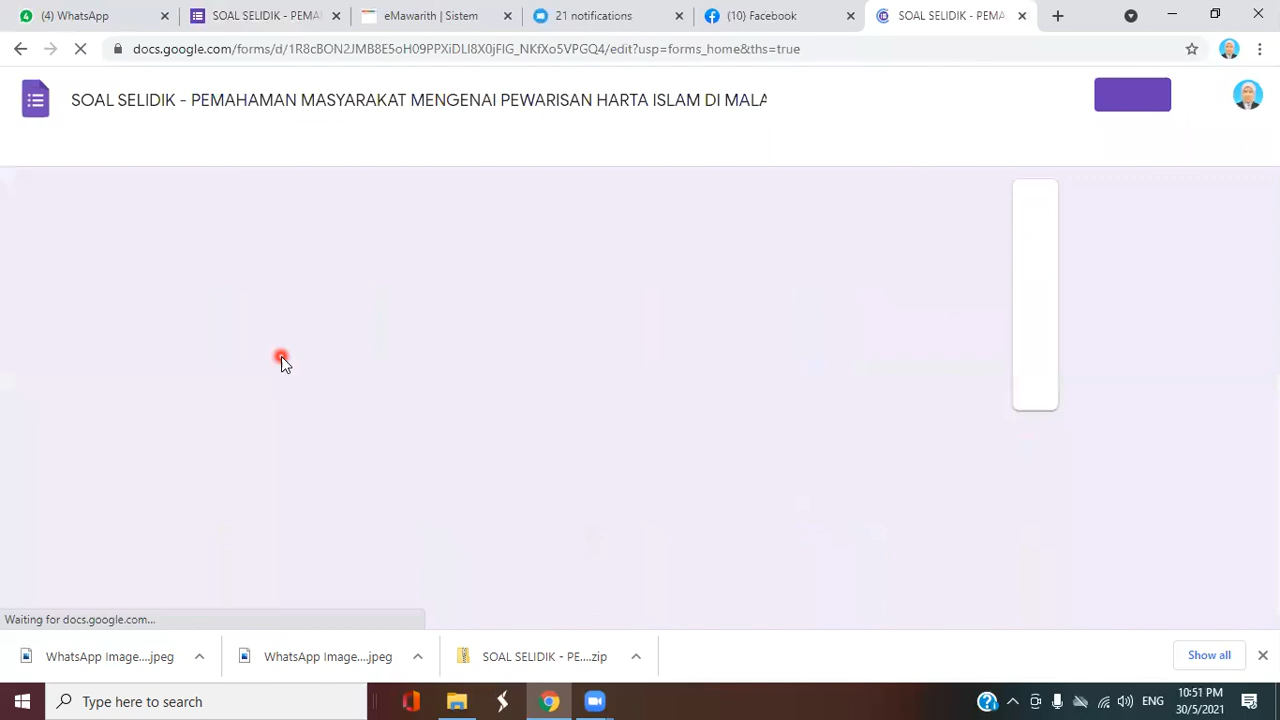 (4) WhatsApp
SOAL SELIDIK - PEMA
eMawarith | Sistem
21 notifications
(10) Facebook
SOAL SELIDIK - PEMA
docs.google.com/forms/d/1R8cBON2JMB8E5oH09PPXiDLI8X0jFIG_NKfXo5VPGQ4/edit?usp=forms_home&ths=true
SOAL SELIDIK - PEMAHAMAN MASYARAKAT MENGENAI PEWARISAN HARTA ISLAM DI MALA
Waiting for docs.google.com...
WhatsApp Image....jpeg
WhatsApp Image....jpeg
SOAL SELIDIK - PE....zip
Show all
Type here to search
ENG
10:51 PM
30/5/2021